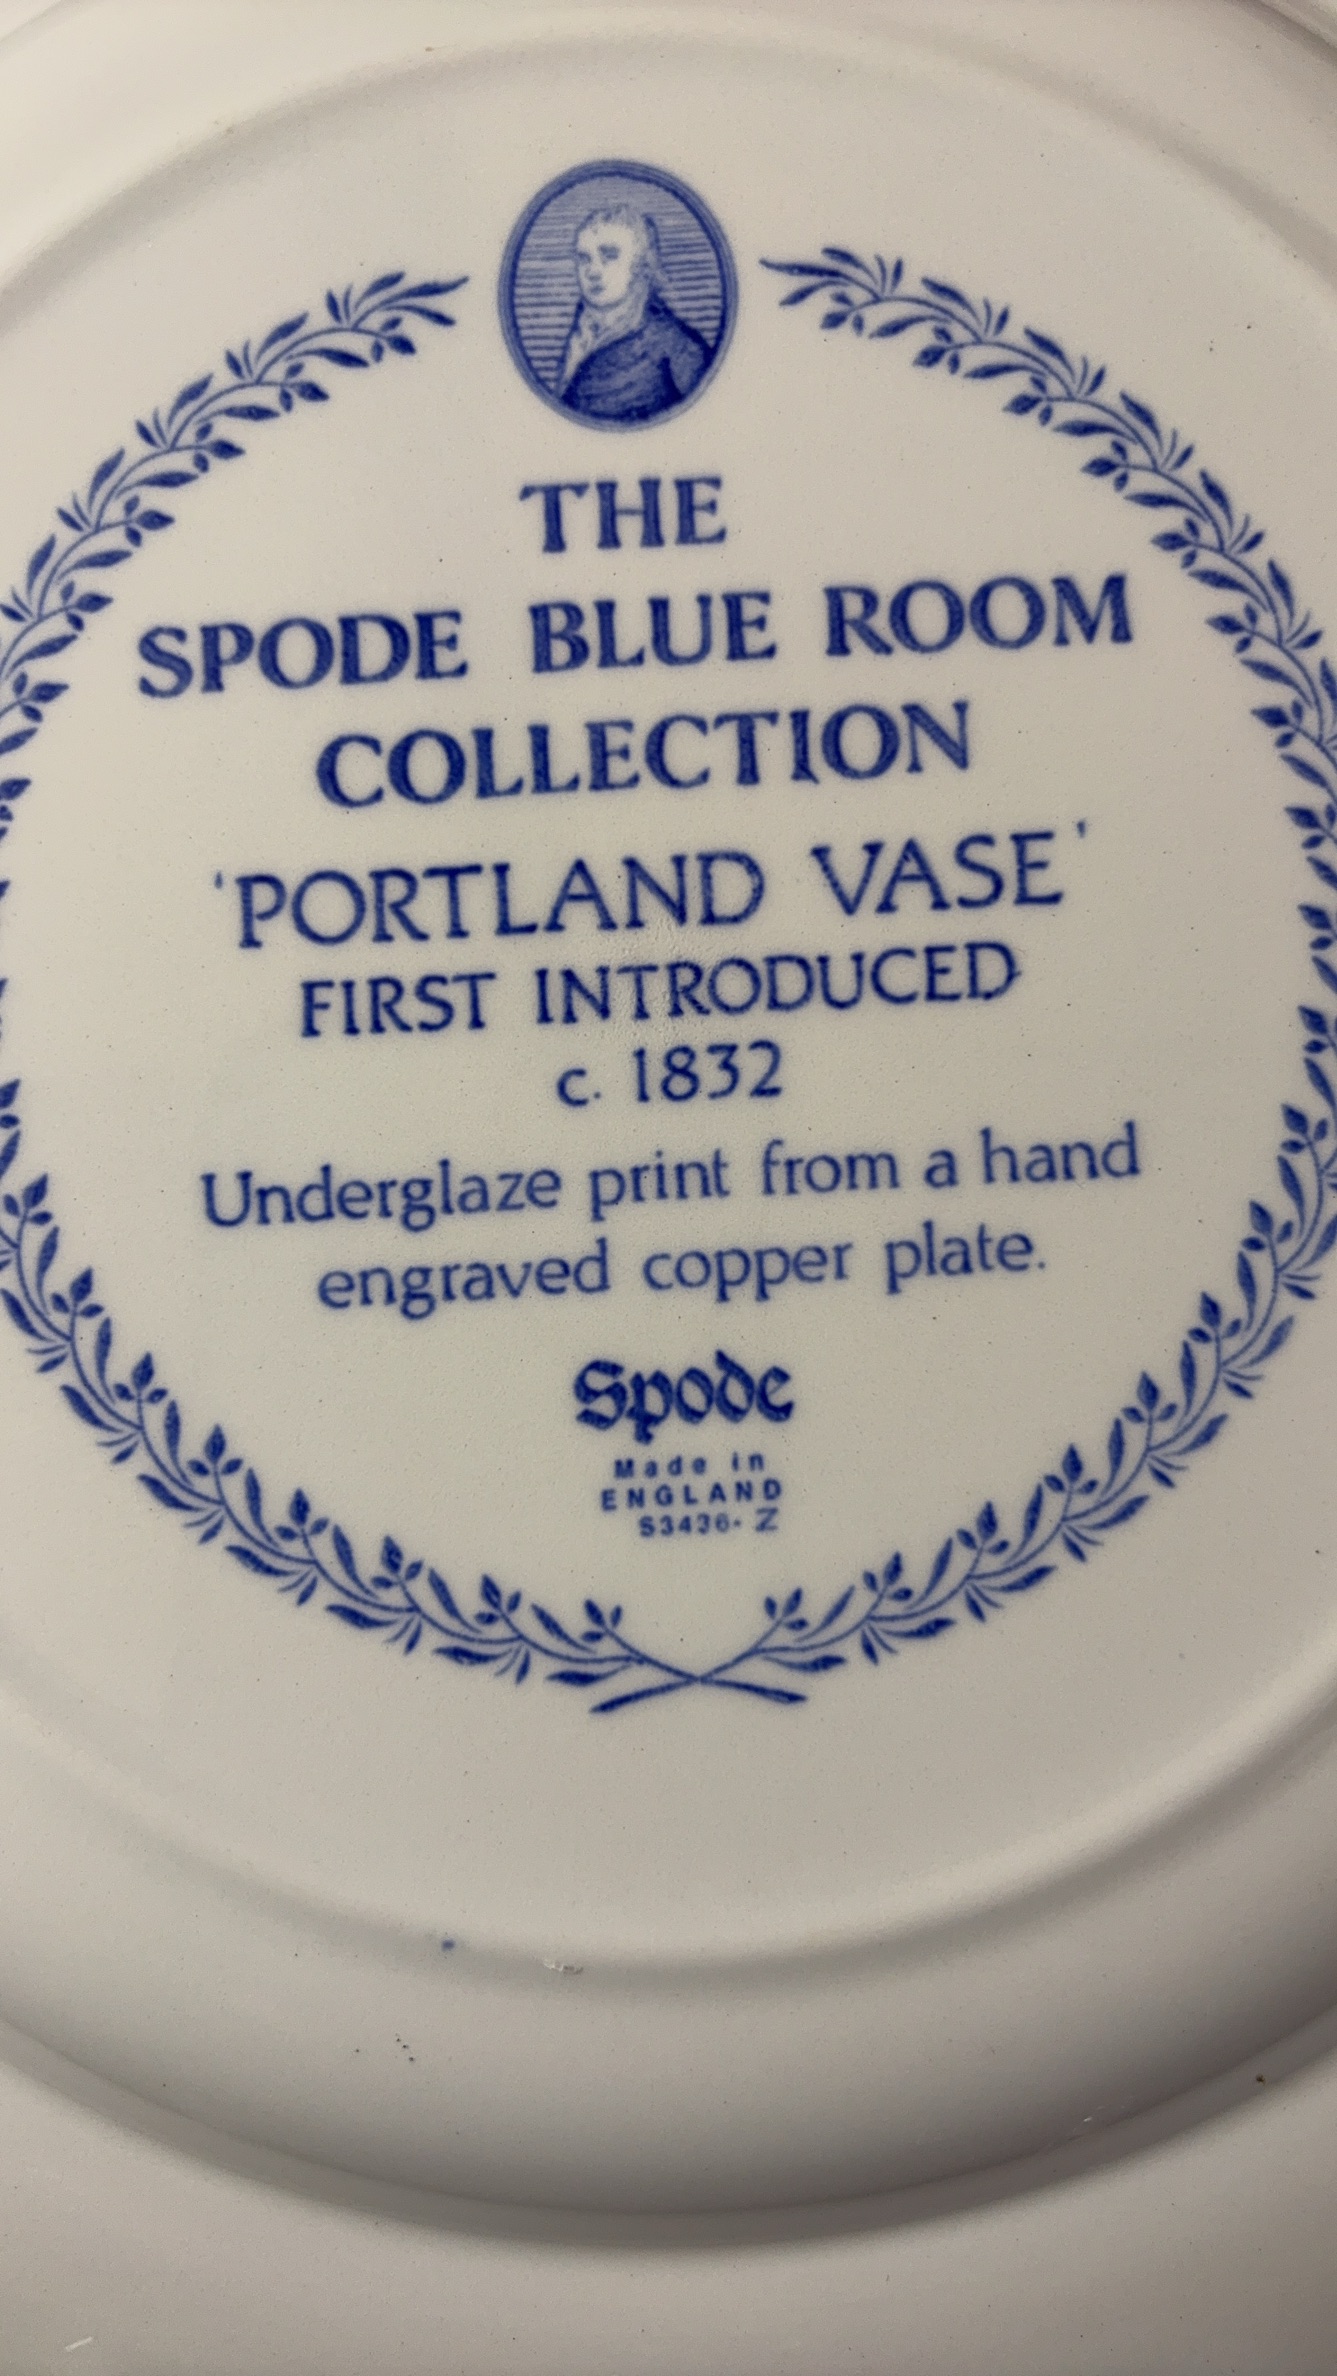 THE
SPODE BLUE ROOM
COLLECTION
'PORTLAND VASE'
FIRST INTRODUCED
c. 1832
Underglaze print from a hand
engraved copper plate.
Spode
Made in
ENGLAND
S3436- Z